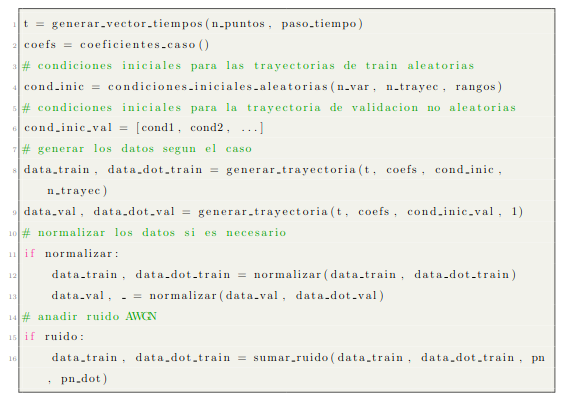 1 t = generar_vector_tiempos(n_puntos, paso_tiempo)
2 coefs = coeficientes_caso()
3 # condiciones iniciales para las trayectorias de train aleatorias
4 cond_inic = condiciones_iniciales_aleatorias(n_var, n_trayec, rangos)
5 # condiciones iniciales para la trayectoria de validacion no aleatorias
6 cond_inic_val = [cond1, cond2, ...]
7 # generar los datos segun el caso
8 data_train, data_dot_train = generar_trayectoria(t, coefs, cond_inic,
n_trayec)
9 data_val, data_dot_val = generar_trayectoria(t, coefs, cond_inic_val, 1)
10 # normalizar los datos si es necesario
11 if normalizar:
12 data_train, data_dot_train = normalizar(data_train, data_dot_train)
13 data_val, _ = normalizar(data_val, data_dot_val)
14 # anadir ruido AWGN
15 if ruido:
16 data_train, data_dot_train = sumar_ruido(data_train, data_dot_train, pn
, pn_dot)